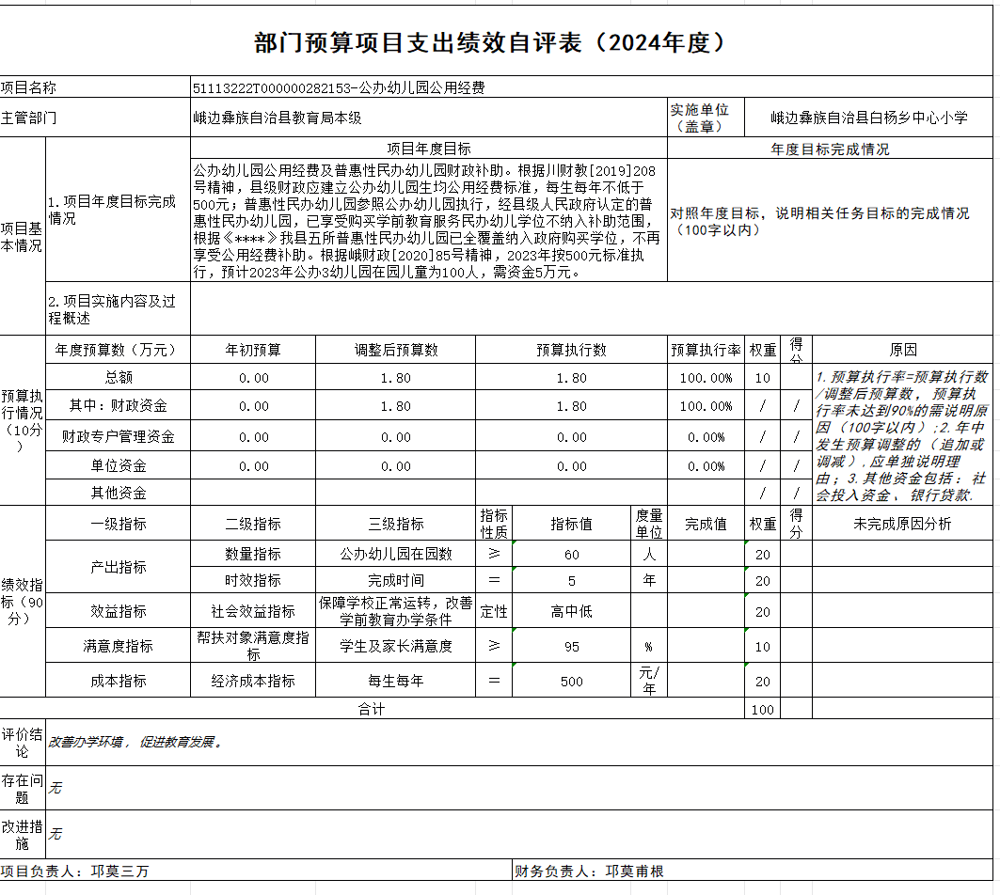 部门预算项目支出绩效自评表（2024年度）
项目名称 51113222T000000282153-公办幼儿园公用经费
主管部门 峨边彝族自治县教育局本级 实施单位（盖章） 峨边彝族自治县白杨乡中心小学
项目基本情况
1.项目年度目标完成情况
项目年度目标 年度目标完成情况
公办幼儿园公用经费及普惠性民办幼儿园财政补助。根据川财教[2019]208
号精神，县级财政应建立公办幼儿园生均公用经费标准，每生每年不低于
500元；普惠性民办幼儿园参照公办幼儿园执行，经县级人民政府认定的普
惠性民办幼儿园，已享受购买学前教育服务民办幼儿学位不纳入补助范围，
根据《****》我县五所普惠性民办幼儿园已全覆盖纳入政府购买学位，不再
享受公用经费补助。根据峨财政[2020]85号精神，2023年按500元标准执
行，预计2023年公办3幼儿园在园儿童为100人，需资金5万元。
对照年度目标，说明相关任务目标的完成情况
（100字以内）
2.项目实施内容及过程概述
预算执行情况（10分）
年度预算数（万元） 年初预算 调整后预算数 预算执行数 预算执行率 权重 得分 原因
总额 0.00 1.80 1.80 100.00% 10
其中：财政资金 0.00 1.80 1.80 100.00% / /
财政专户管理资金 0.00 0.00 0.00 0.00% / /
单位资金 0.00 0.00 0.00 0.00% / /
其他资金 / /
1.预算执行率=预算执行数
/调整后预算数，预算执
行率未达到90%的需说明原
因（100字以内）;2.年中
发生预算调整的（追加或
调减）,应单独说明理
由；3.其他资金包括：社
会投入资金、银行贷款.
绩效指标（90分）
一级指标 二级指标 三级指标 指标性质 指标值 度量单位 完成值 权重 得分 未完成原因分析
产出指标 数量指标 公办幼儿园在园数 ≥ 60 人 20
时效指标 完成时间 ＝ 5 年 20
效益指标 社会效益指标 保障学校正常运转，改善学前教育办学条件 定性 高中低 20
满意度指标 帮扶对象满意度指标 学生及家长满意度 ≥ 95 % 10
成本指标 经济成本指标 每生每年 ＝ 500 元/年 20
合计 100
评价结论 改善办学环境，促进教育发展。
存在问题 无
改进措施 无
项目负责人：邛莫三万 财务负责人：邛莫甫根